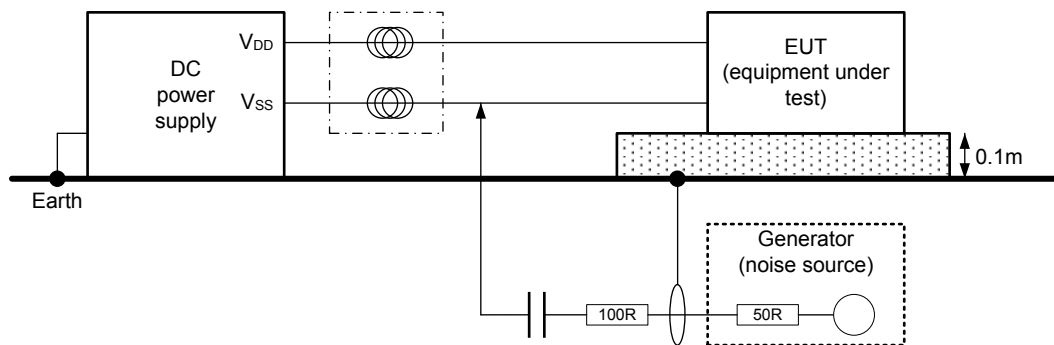 DC
power
supply
VDD
VSS
EUT
(equipment under
test)
0.1m
Earth
Generator
(noise source)
100R
50R